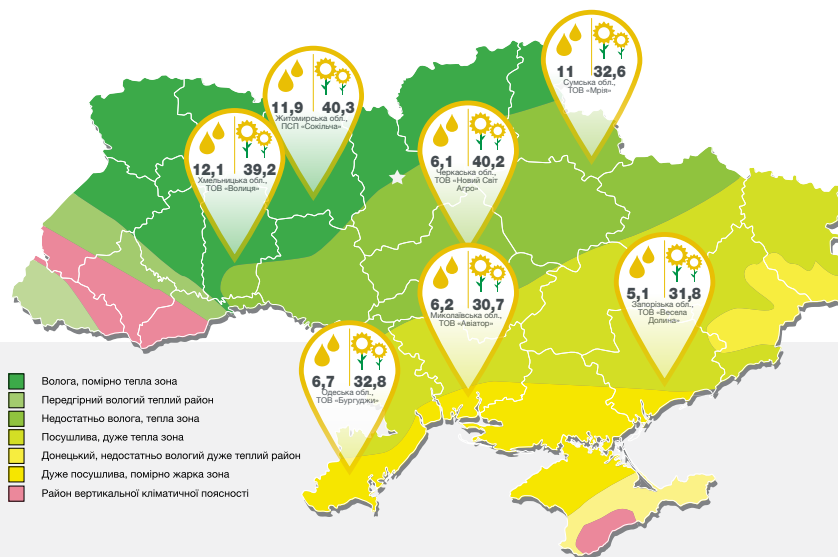 11 32,6
Сумська обл.,
ТОВ «Мрія»
11,9 40,3
Житомирська обл.,
ПСП «Сокільча»
12,1 39,2
Хмельницька обл.,
ТОВ «Волиця»
6,1 40,2
Черкаська обл.,
ТОВ «Новий Світ
Агро»
6,2 30,7
Миколаївська обл.,
ТОВ «Авіатор»
5,1 31,8
Запорізька обл.,
ТОВ «Весела
Долина»
6,7 32,8
Одеська обл.,
ТОВ «Бургуджи»
Волога, помірно тепла зона
Передгірний вологий теплий район
Недостатньо волога, тепла зона
Посушлива, дуже тепла зона
Донецький, недостатньо вологий дуже теплий район
Дуже посушлива, помірно жарка зона
Район вертикальної кліматичної поясності